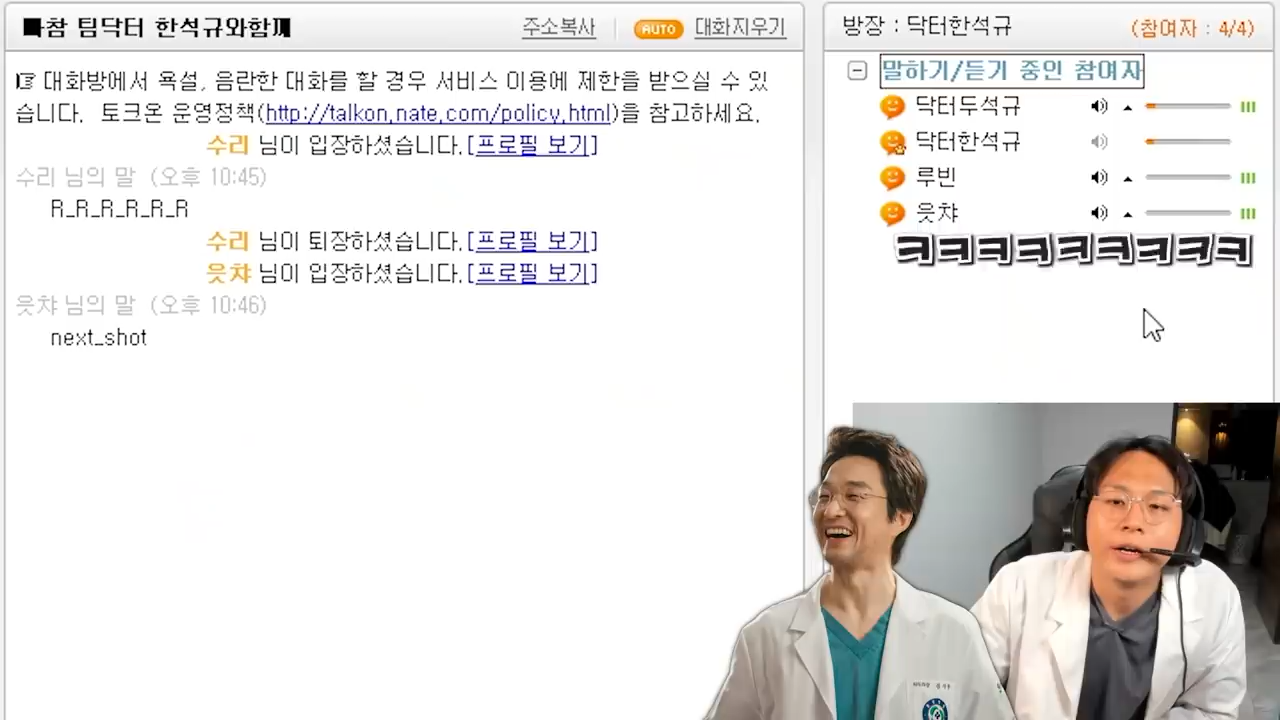 참 팀닥터 한석규와함께
주소복사
AUTO
대화지우기
☞ 대화방에서 욕설, 음란한 대화를 할 경우 서비스 이용에 제한을 받으실 수 있
습니다. 토크온 운영정책(http://talkon.nate.com/policy.html)을 참고하세요.
수리 님이 입장하셨습니다.[프로필 보기]
수리 님의 말 (오후 10:45)
R_R_R_R_R_R
수리 님이 퇴장하셨습니다.[프로필 보기]
읏챠 님이 입장하셨습니다.[프로필 보기]
읏챠 님의 말 (오후 10:46)
next_shot
방장 : 닥터한석규
(참여자 : 4/4)
말하기/듣기 중인 참여자
닥터두석규
닥터한석규
루빈
읏챠
ㅋㅋㅋㅋㅋㅋㅋㅋㅋ